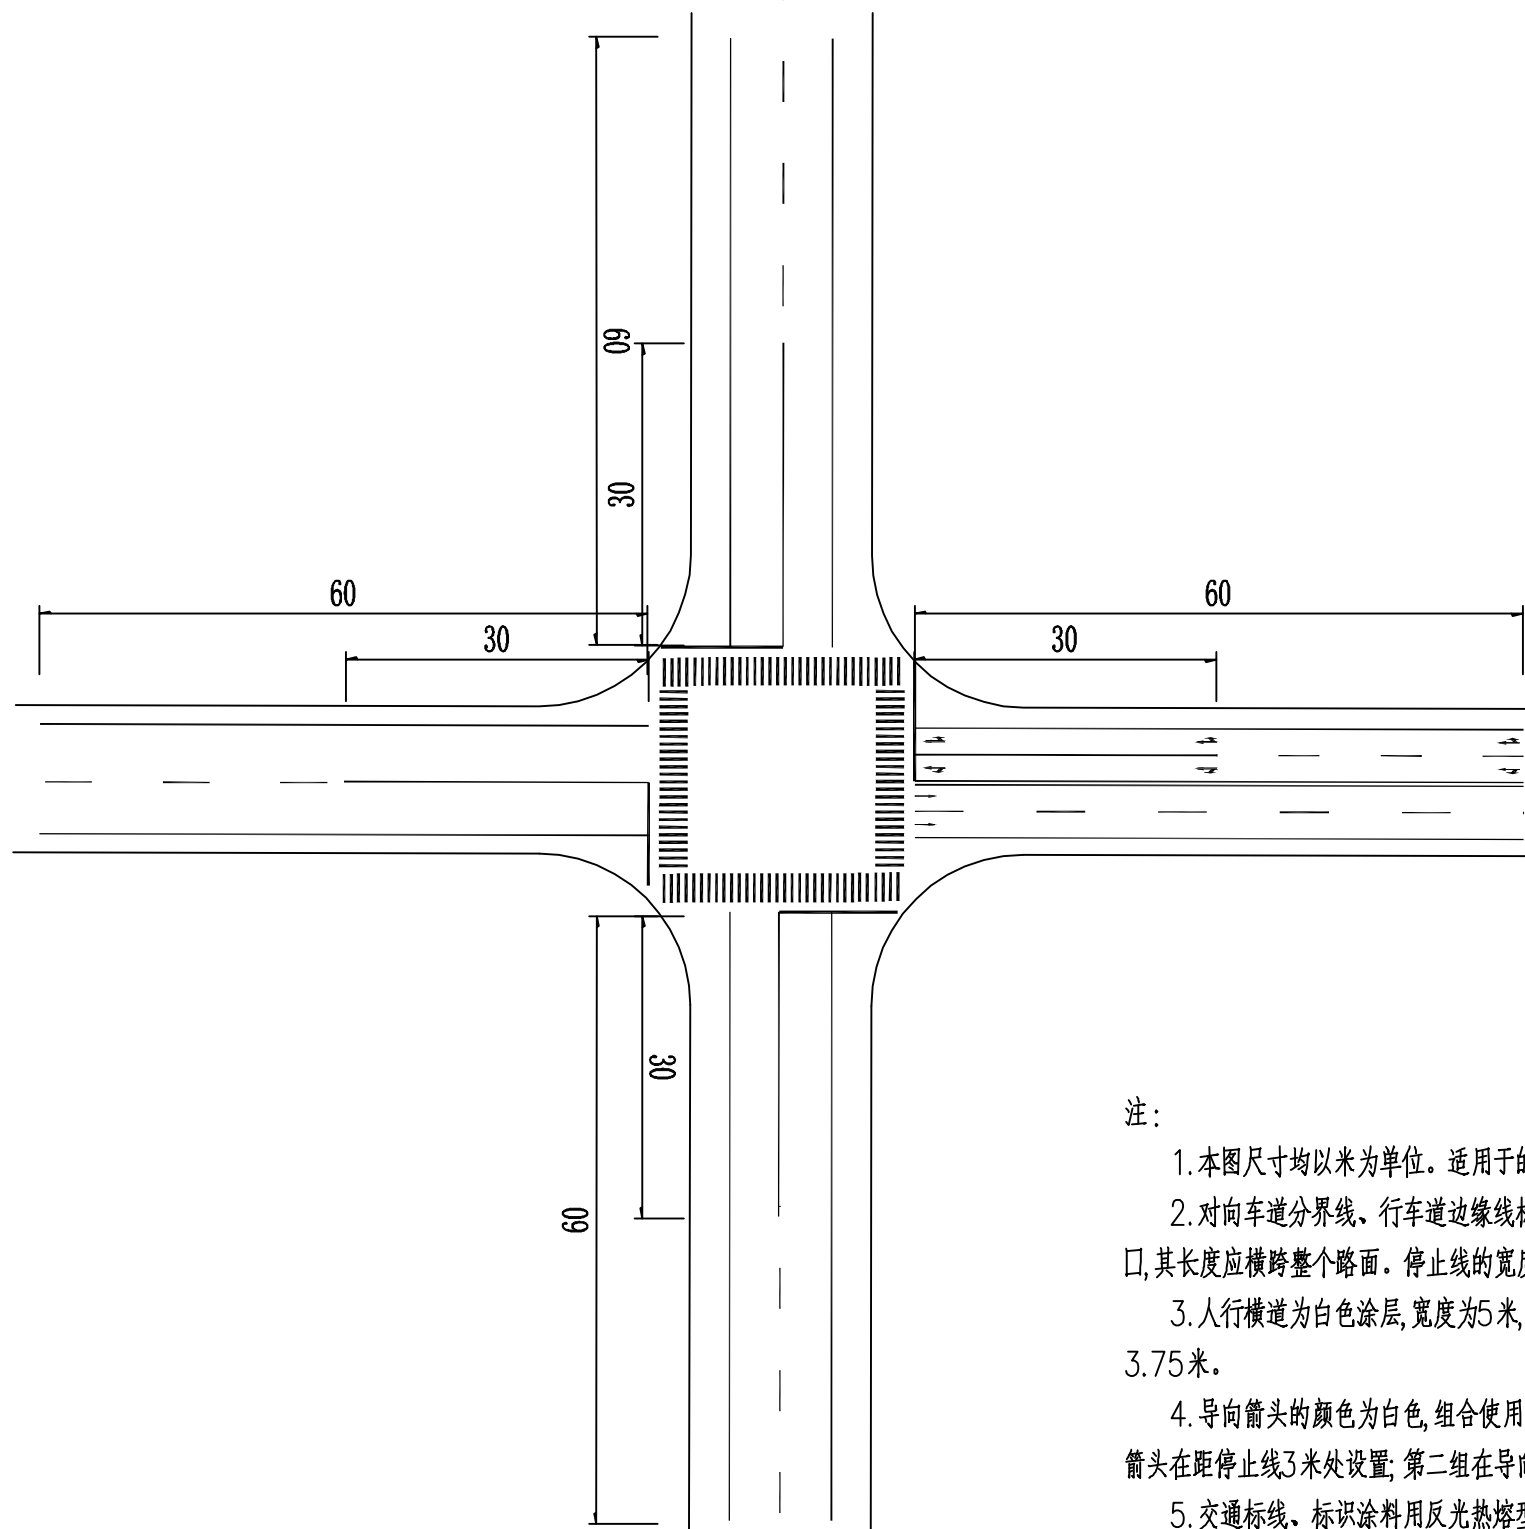 60
30
60
30
60
30
30
60
注:
1.本图尺寸均以米为单位。适用于
2.对向车道分界线、行车道边缘线
口,其长度应横跨整个路面。停止线的宽度
3.人行横道为白色涂层,宽度为5米,
3.75米。
4.导向箭头的颜色为白色,组合使用
箭头在距停止线3米处设置;第二组在导向
5.交通标线、标识涂料用反光热熔型